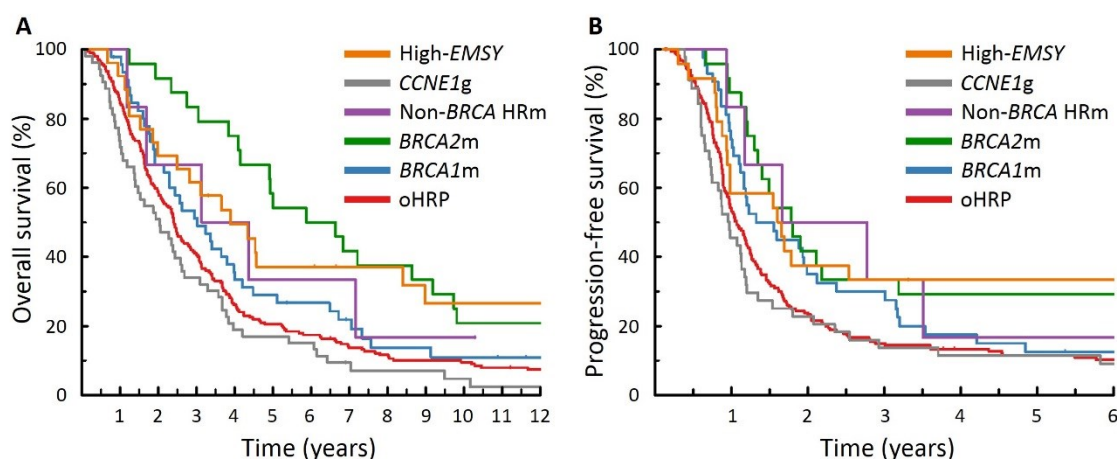 A
Overall survival (%)
100
80
60
40
20
0
1 2 3 4 5 6 7 8 9 10 11 12
Time (years)
High-EMSY
CCNE1g
Non-BRCA HRm
BRCA2m
BRCA1m
oHRP
B
Progression-free survival (%)
100
80
60
40
20
0
1 2 3 4 5 6
Time (years)
High-EMSY
CCNE1g
Non-BRCA HRm
BRCA2m
BRCA1m
oHRP